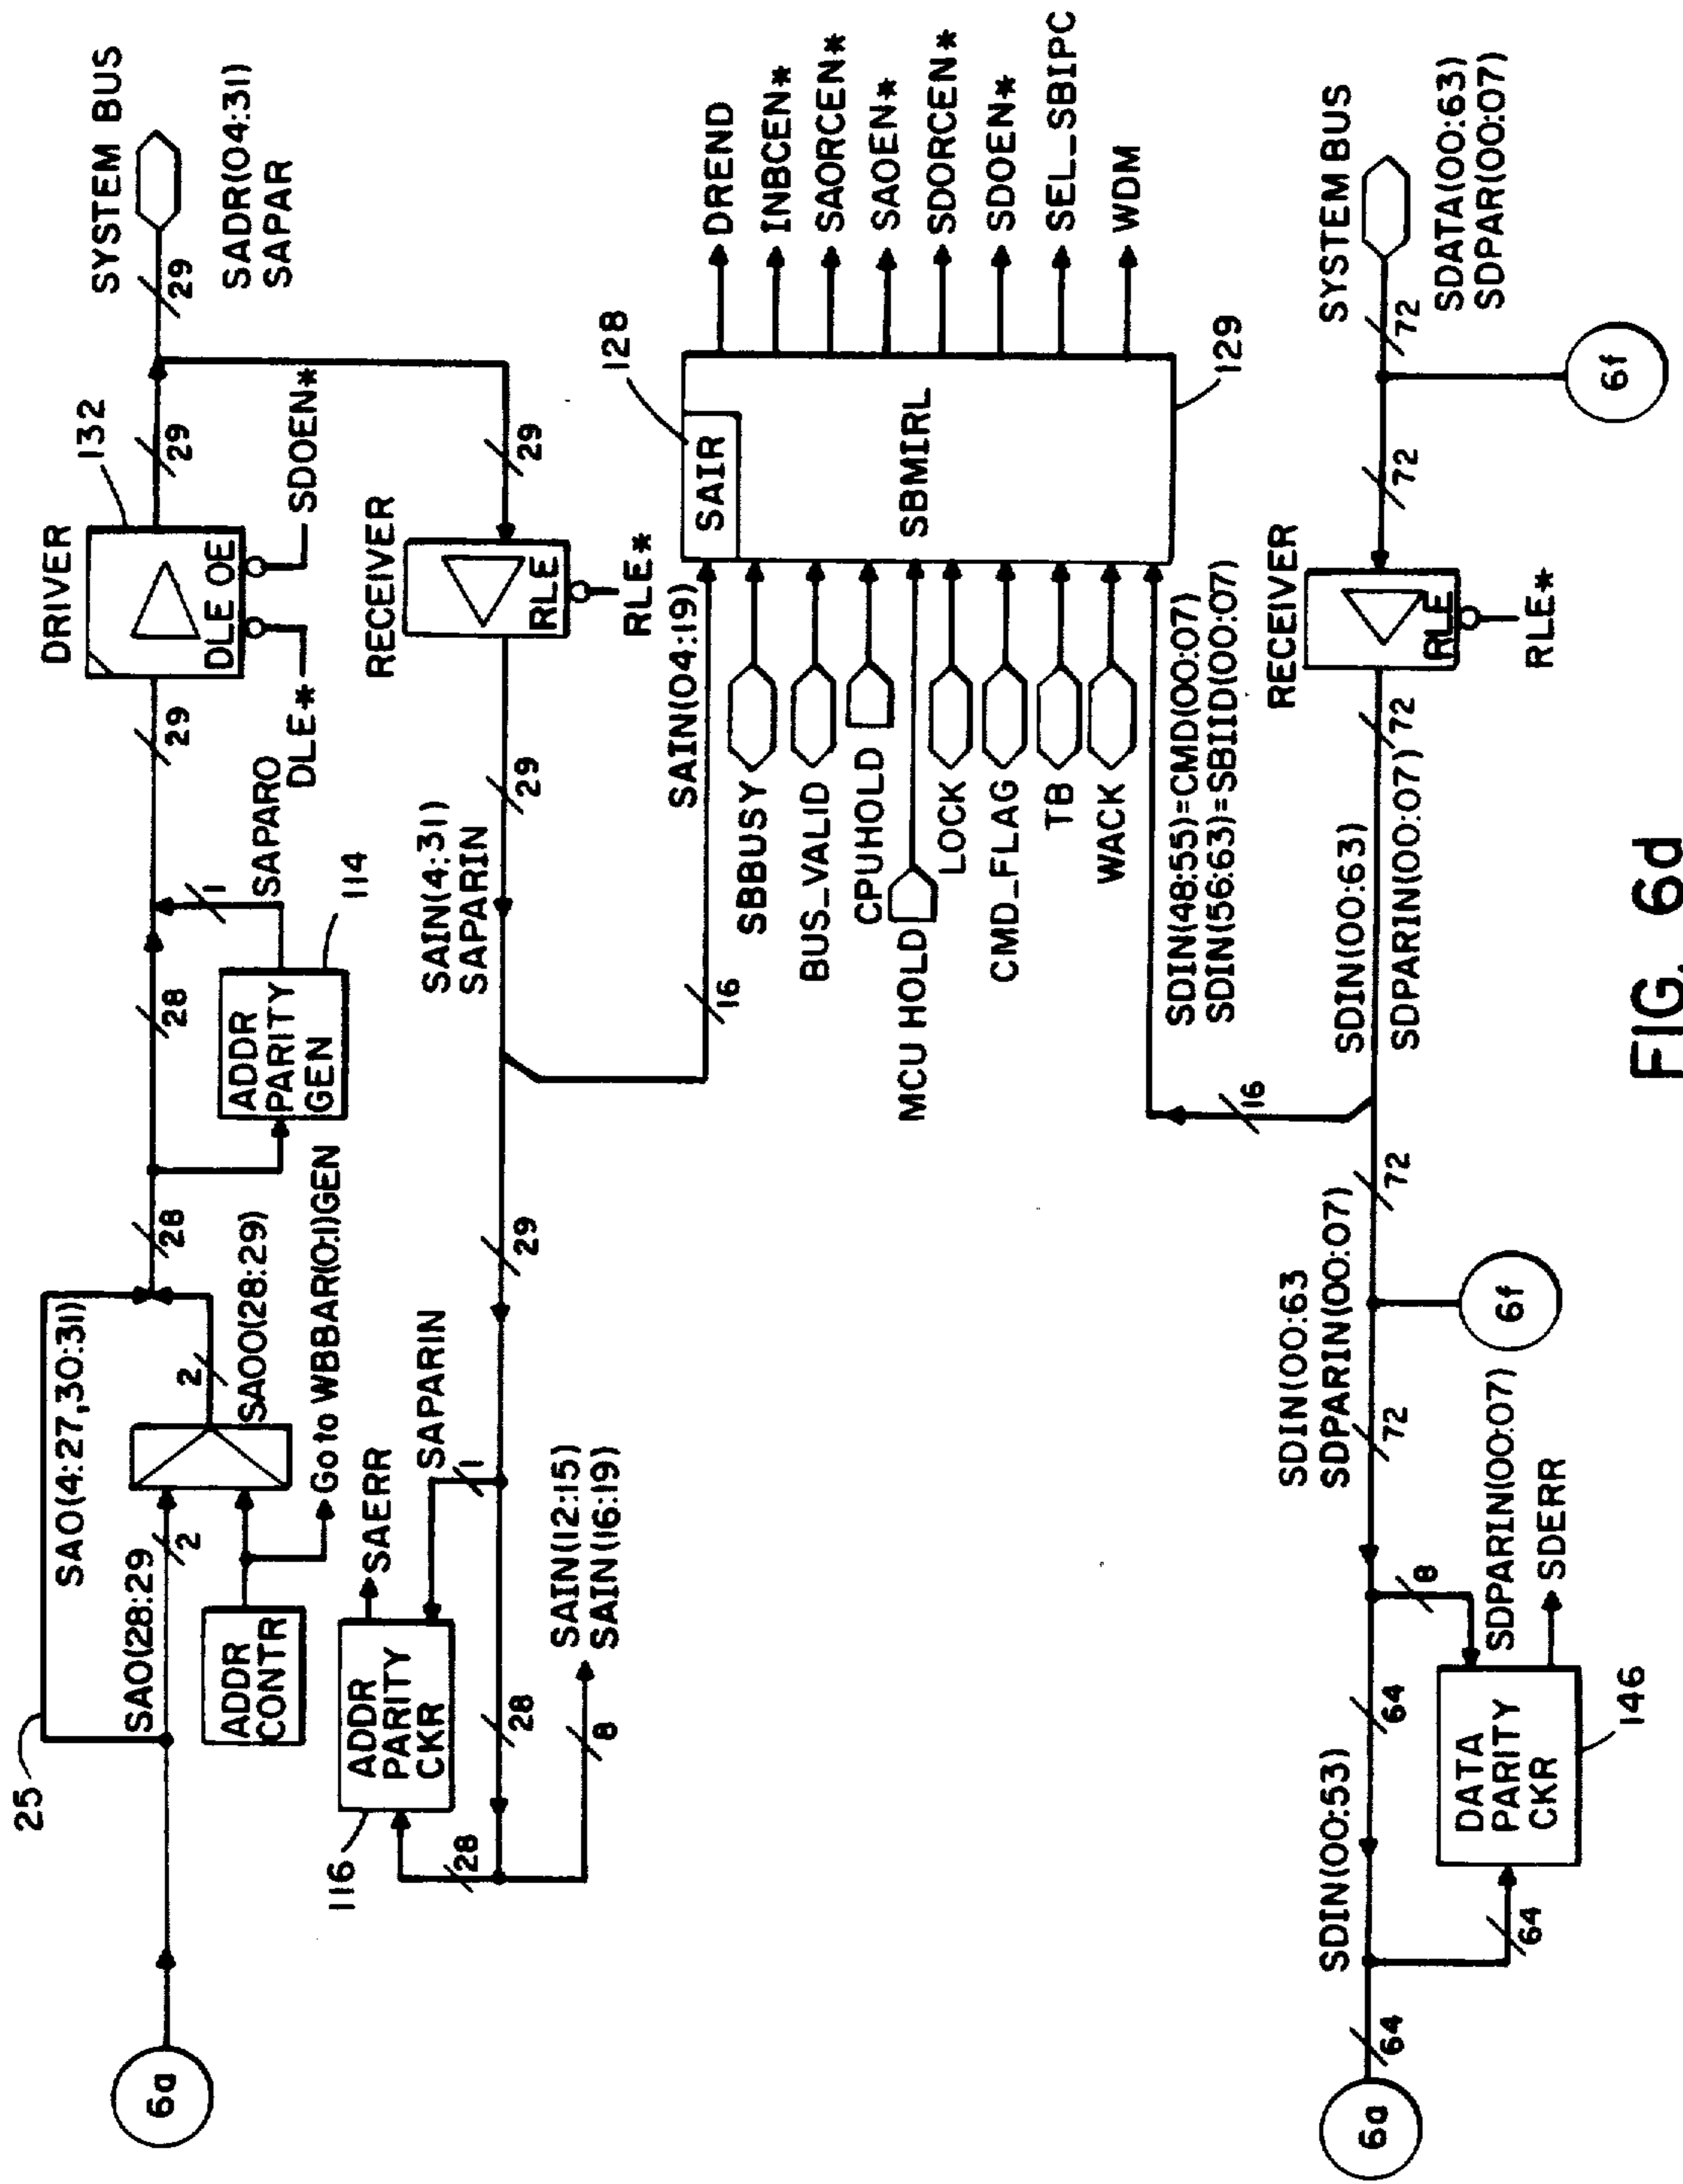 25
SAO(4:27,30:31)
SAO(28:29)
2
ADDR
CONTR
2
SAOO(28:29)
Go to WBBAR(0:1)GEN
28
ADDR
PARITY
GEN
114
28
1
SAPARO
29
DRIVER
132
DLE OE
DLE*
SDOEN*
29
29
SYSTEM BUS
SADR(04:31)
SAPAR
6a
116
ADDR
PARITY
CKR
SAERR
SAPARIN
1
28
28
8
SAIN(12:15)
SAIN(16:19)
29
SAIN(4:31)
SAPARIN
29
RECEIVER
RLE
RLE*
29
16
SAIN(04:19)
SBBUSY
BUS_VALID
CPUHOLD
MCU HOLD
LOCK
CMD_FLAG
TB
WACK
SDIN(48:55)=CMD(00:07)
SDIN(56:63)=SBIID(00:07)
16
SAIR
128
SBMIRL
129
DREND
INBCEN*
SAORCEN*
SAOEN*
SDORCEN*
SDOEN*
SEL_SBIPC
WDM
6a
64
SDIN(00:53)
64
64
DATA
PARITY
CKR
146
8
SDPARIN(00:07)
SDERR
SDIN(00:63
SDPARIN(00:07)
72
6f
72
SDIN(00:63)
SDPARIN(00:07)
72
RECEIVER
RLE
RLE*
72
72
SYSTEM BUS
SDATA(00:63)
SDPAR(00:07)
6f
FIG. 6d